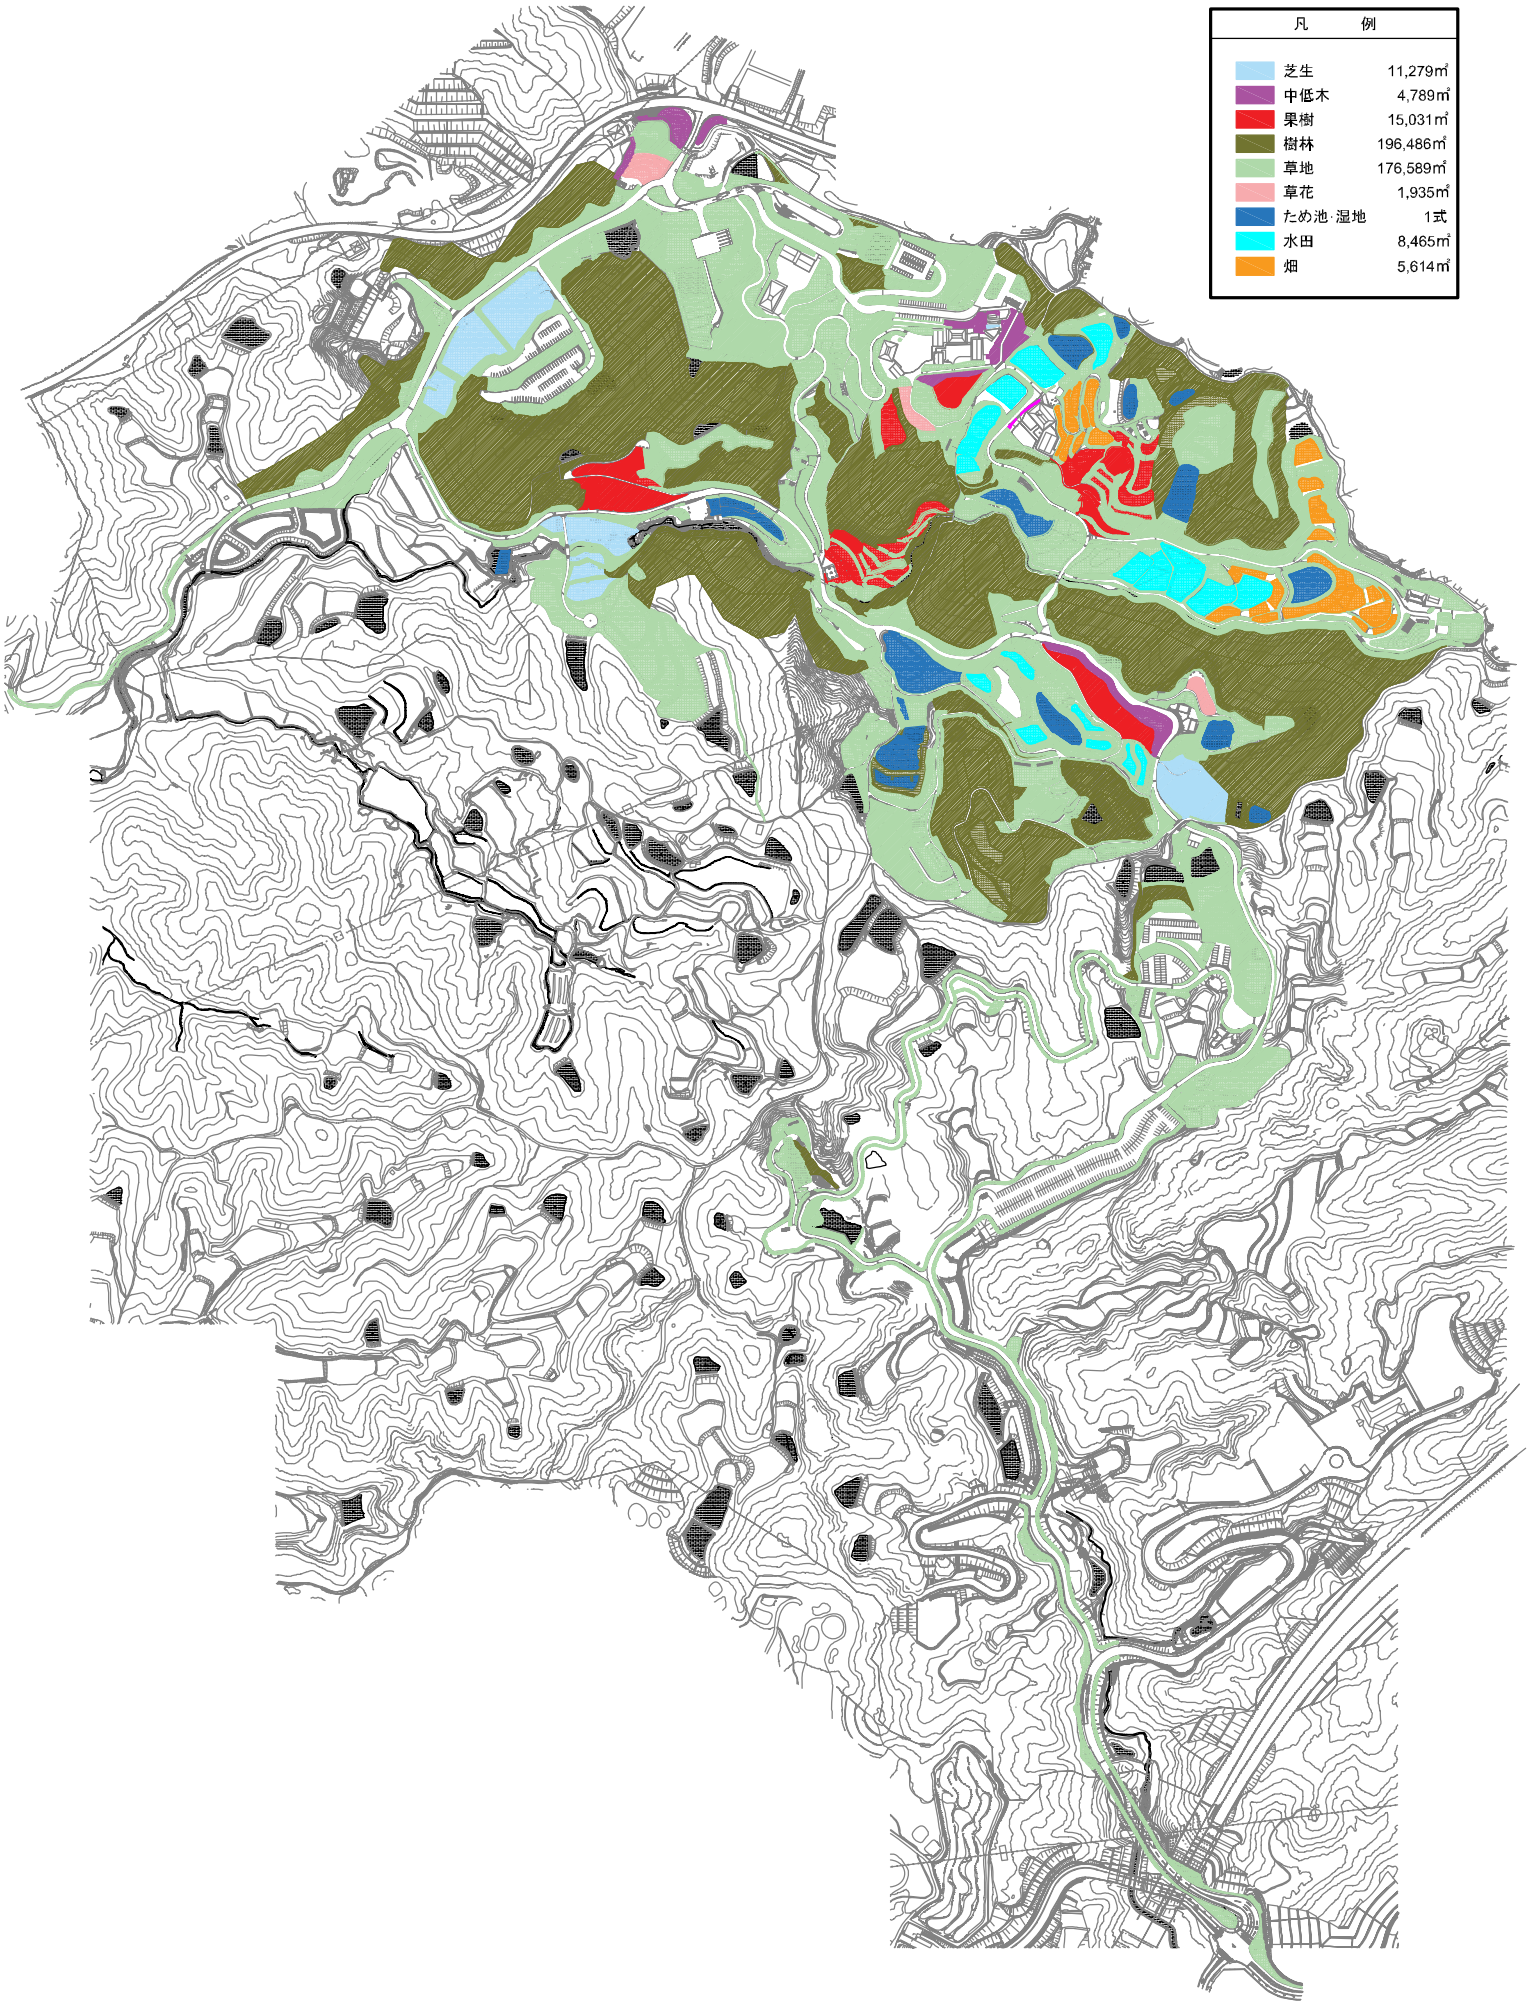 凡 例
芝生 11,279㎡
中低木 4,789㎡
果樹 15,031㎡
樹林 196,486㎡
草地 176,589㎡
草花 1,935㎡
ため池·湿地 1式
水田 8,465㎡
畑 5,614㎡